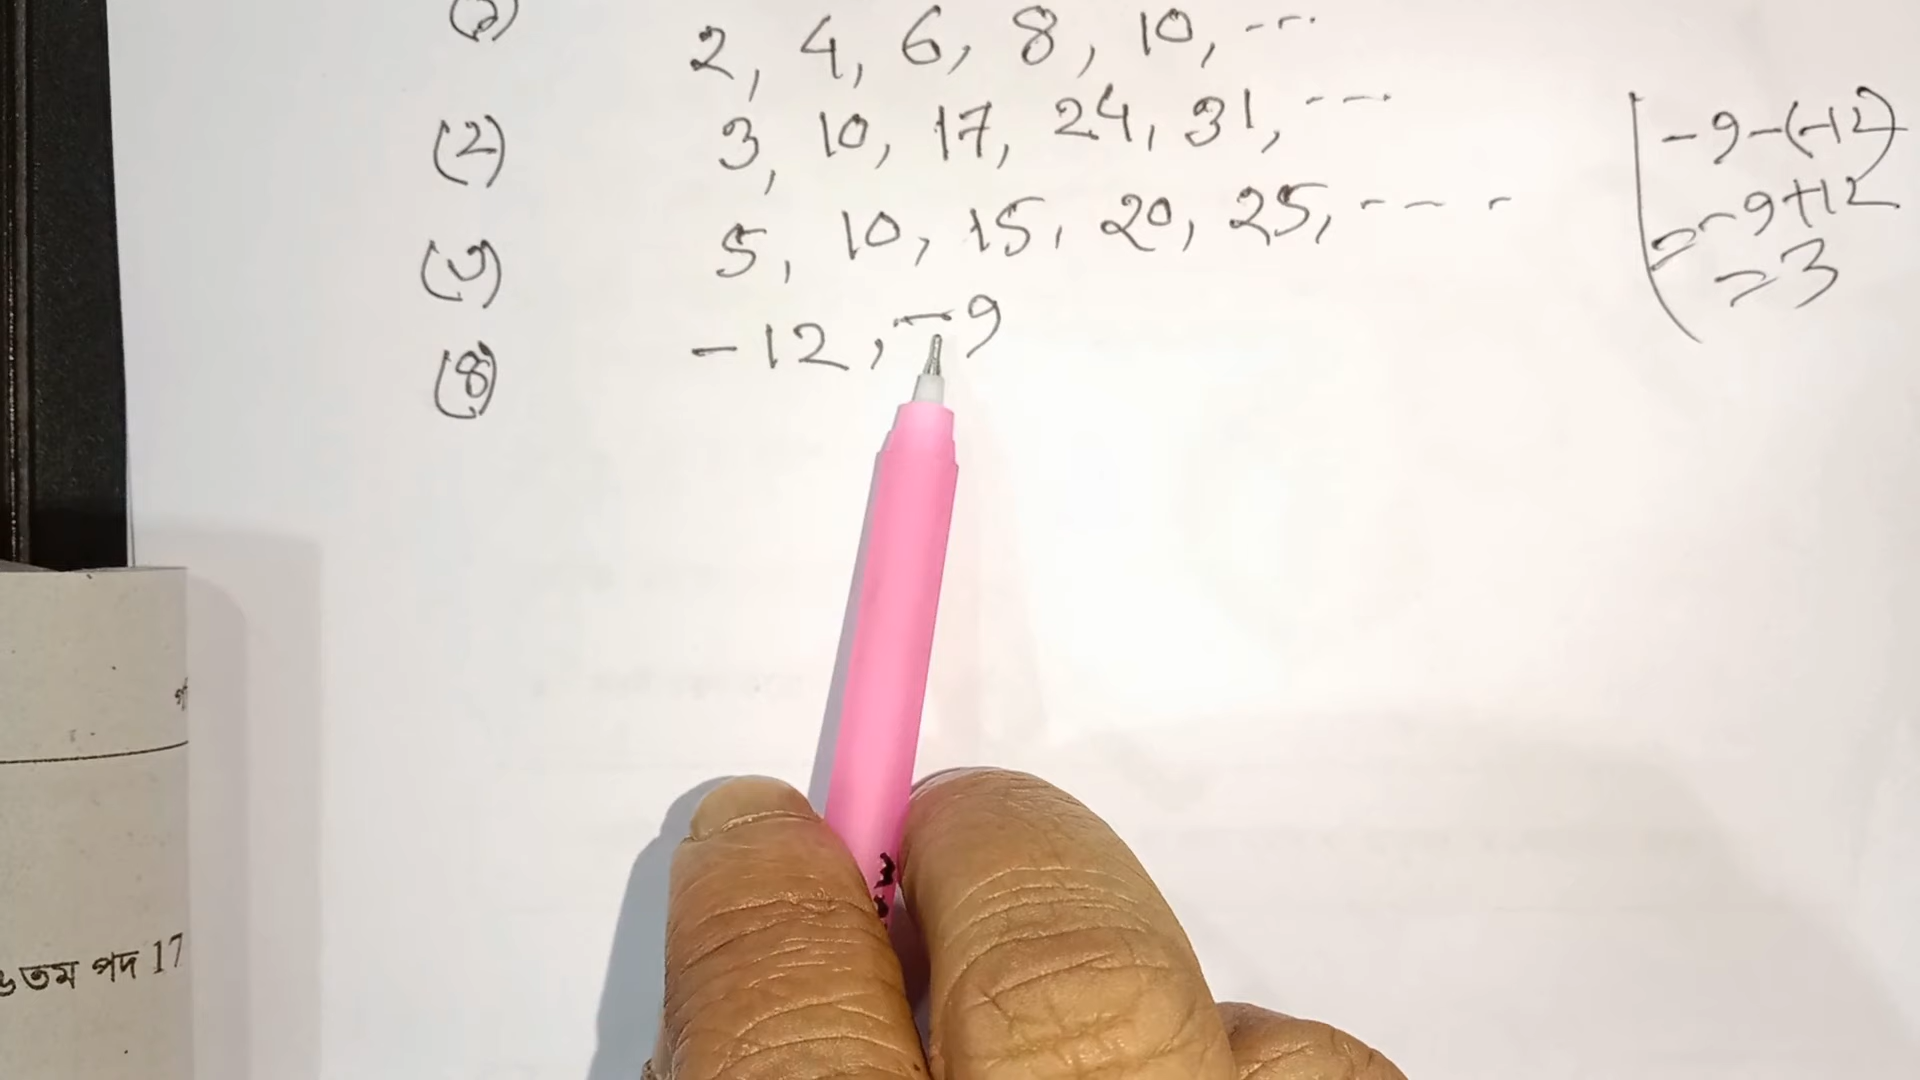 (১) 2, 4, 6, 8, 10, ---
(২) 3, 10, 17, 24, 31, ---
(৩) 5, 10, 15, 20, 25, ----
(৪) -12, -9
-9-(-12)
= -9+12
= 3
তম পদ 17